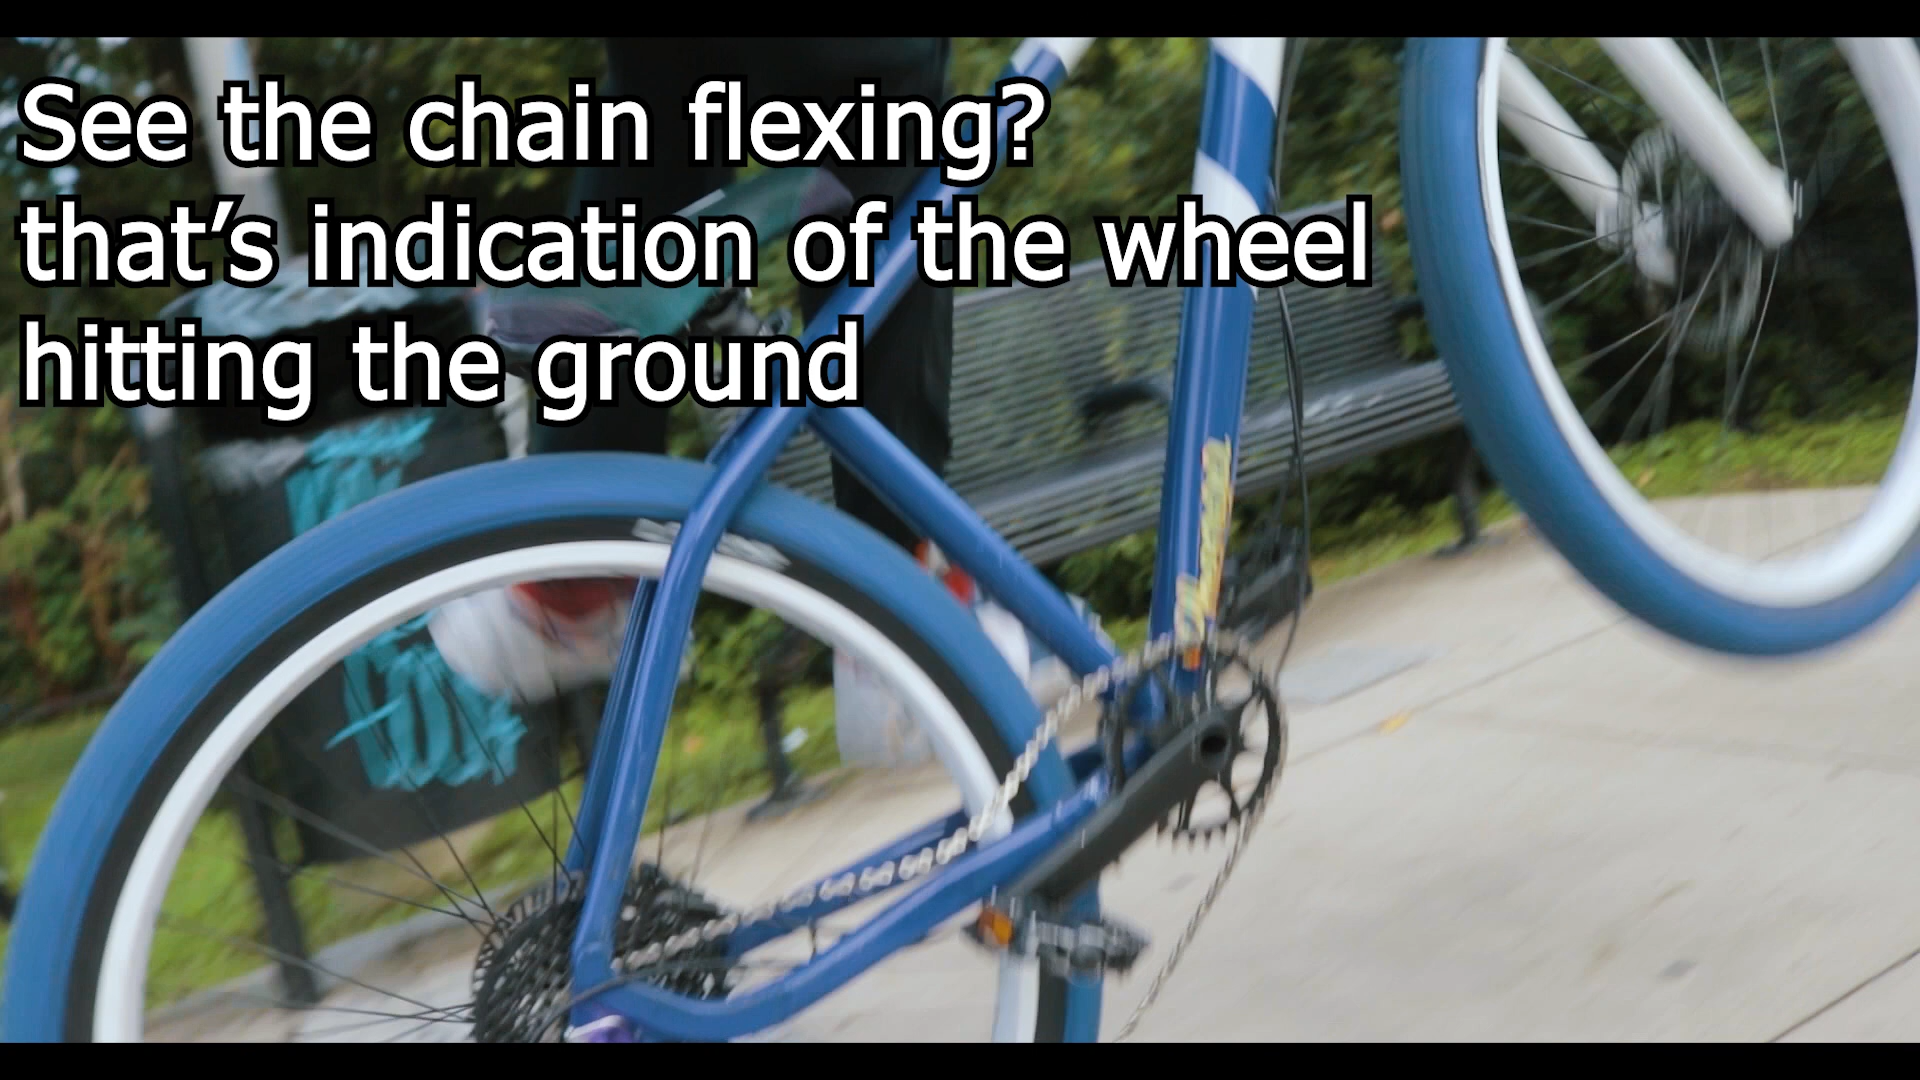 See the chain flexing?
that's indication of the wheel
hitting the ground